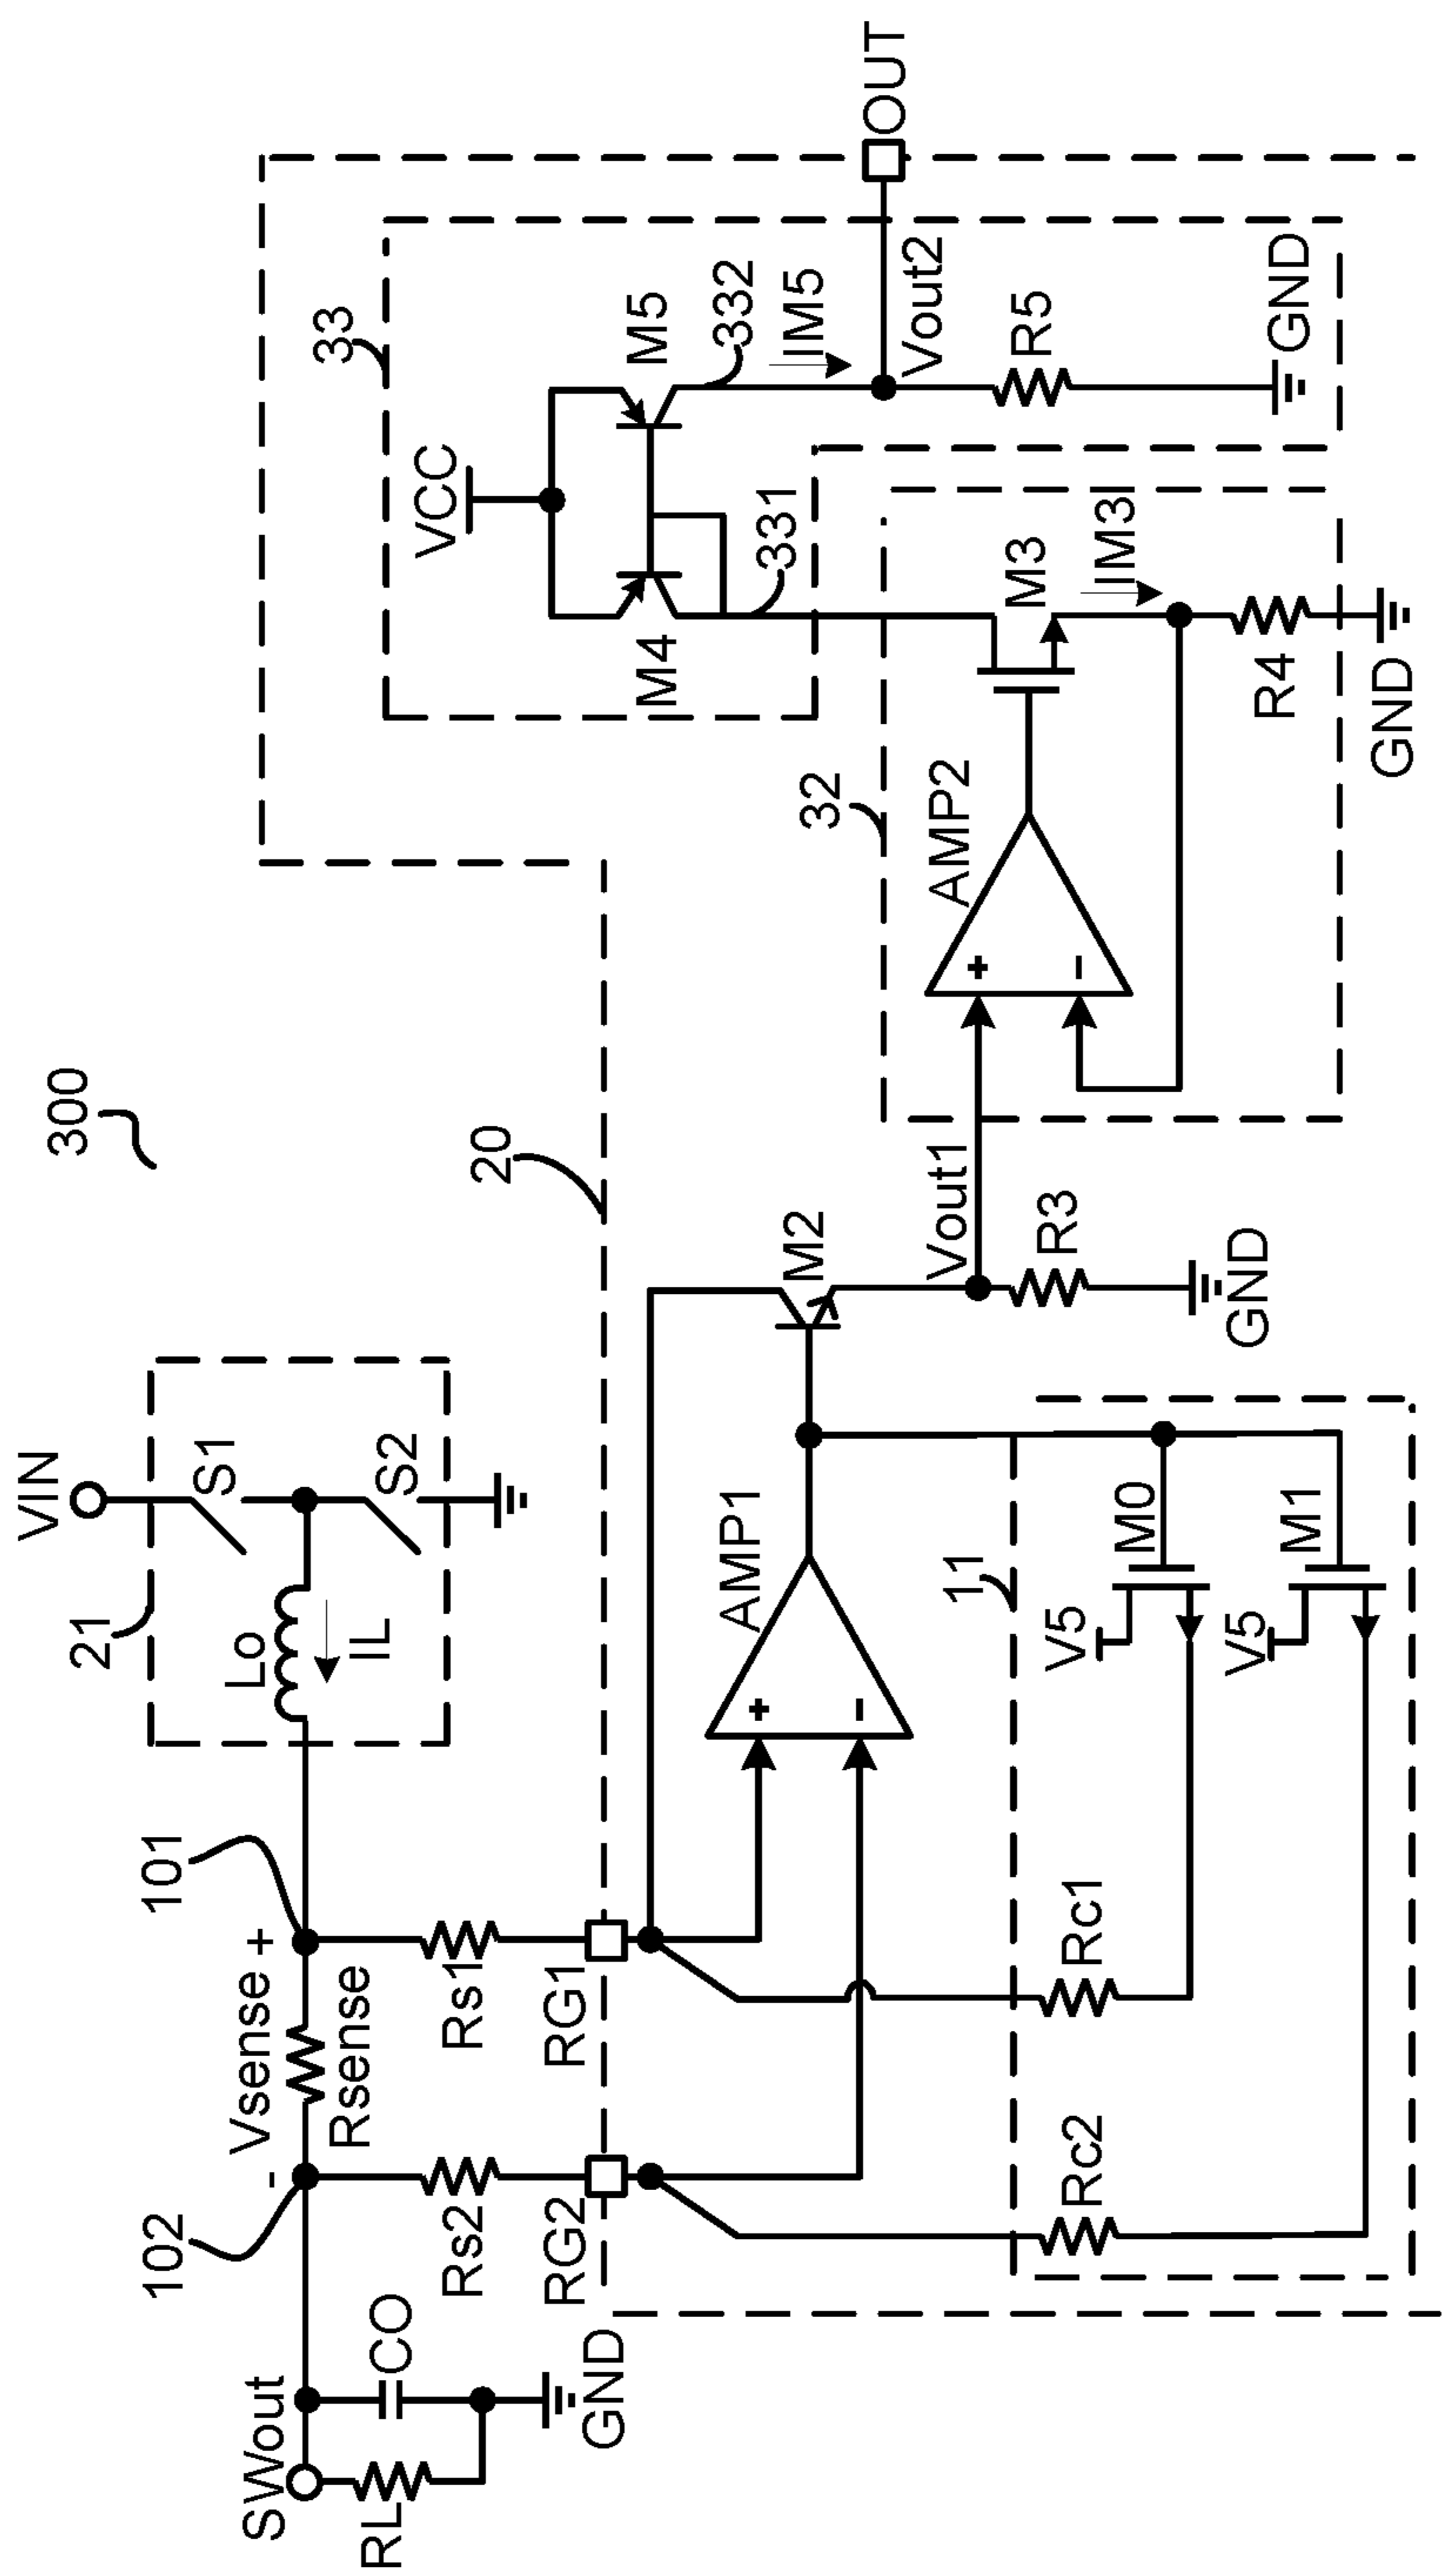 300
VIN
21
S1
S2
Lo
IL
101
102
Vsense +
-
Rsense
SWout
CO
RL
GND
Rs1
Rs2
RG1
RG2
20
AMP1
+
-
M2
Vout1
R3
GND
11
V5
M0
V5
M1
Rc1
Rc2
32
AMP2
+
-
M3
IM3
R4
GND
33
VCC
M4
M5
331
332
IM5
Vout2
R5
GND
OUT